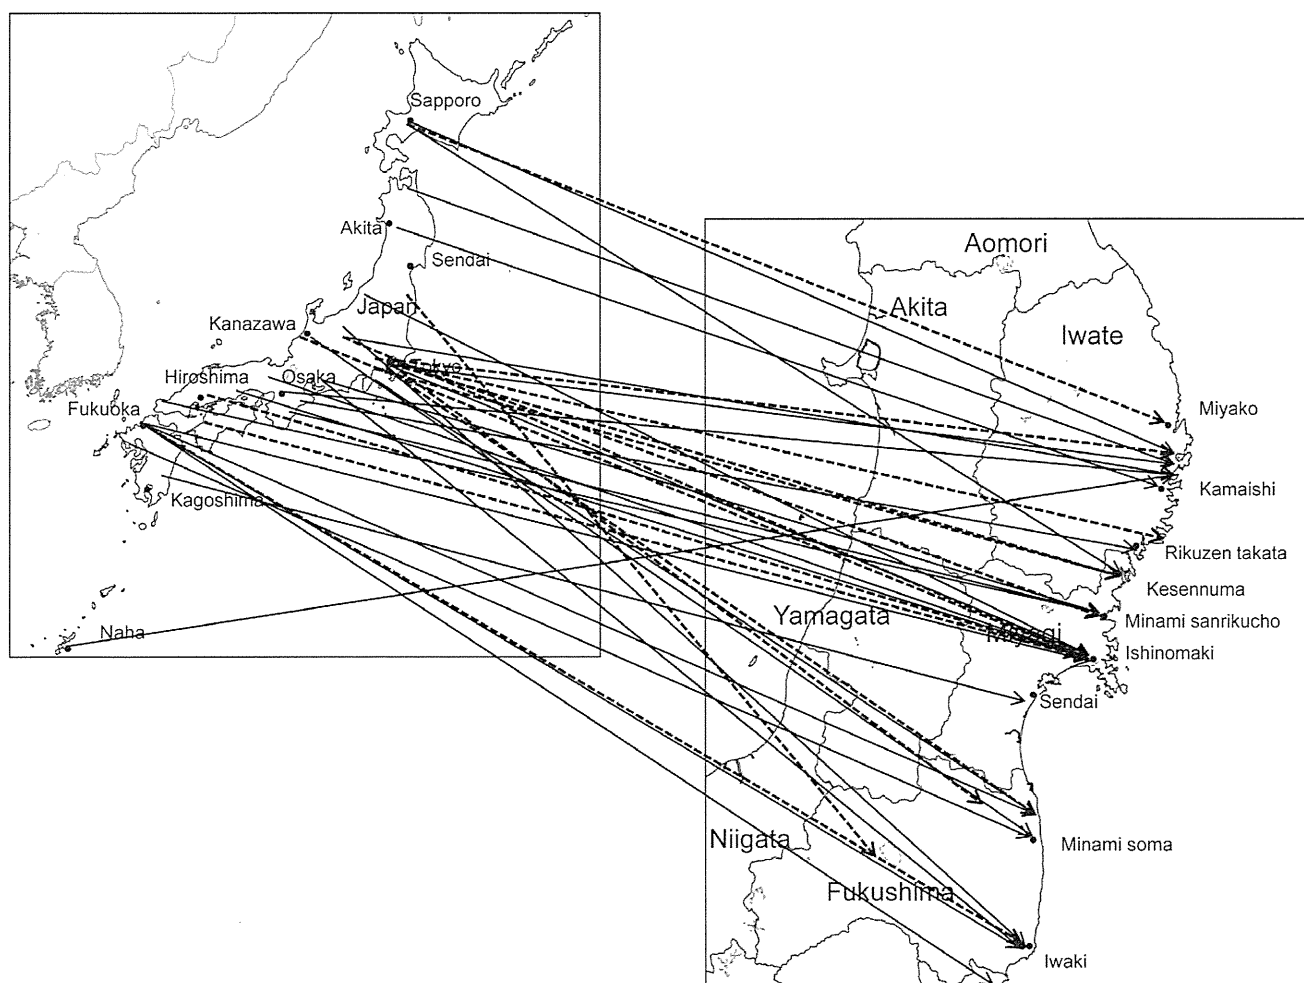 Sapporo
Akita
Sendai
Japan
Kanazawa
Tokyo
Hiroshima
Osaka
Fukuoka
Kagoshima
Naha
Aomori
Akita
Iwate
Miyako
Kamaishi
Rikuzen takata
Kesennuma
Yamagata
Minami sanrikucho
Miyagi
Ishinomaki
Sendai
Niigata
Minami soma
Fukushima
Iwaki